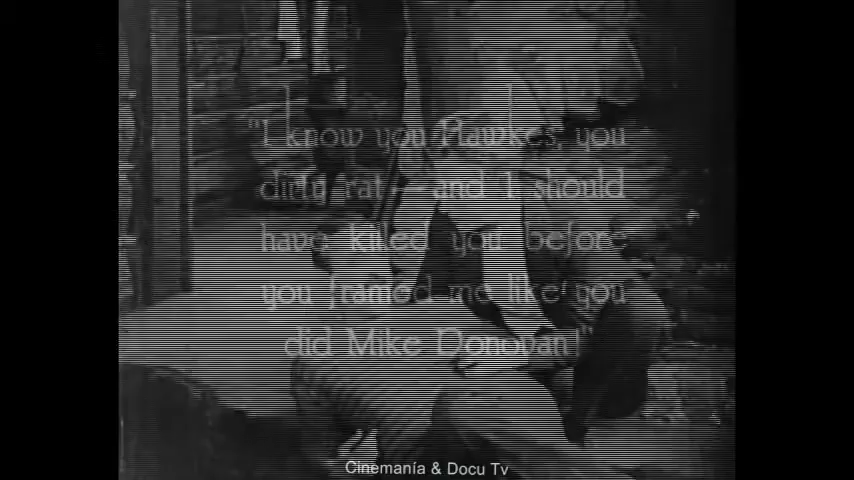 "I know you Hawkes, you
dirty rat — and I should
have killed you before
you framed me like you
did Mike Donovan!"
Cinemanía & Docu Tv